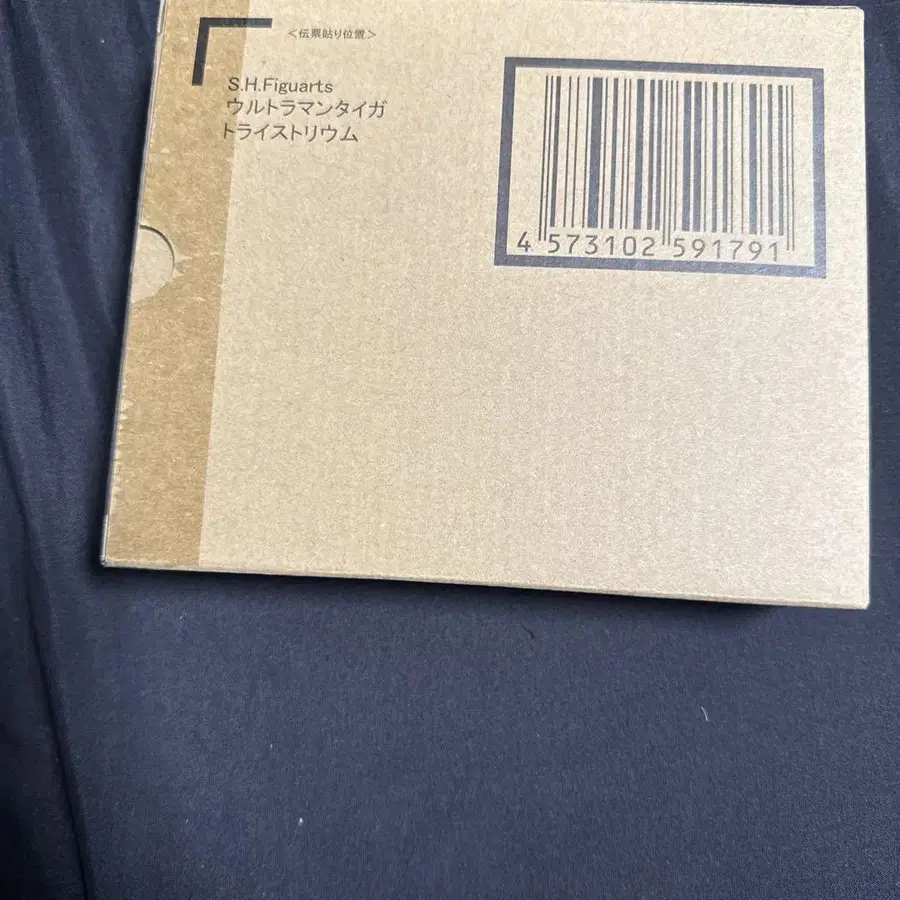 ＜伝票貼り位置＞
S.H.Figuarts
ウルトラマンタイガ
トライストリウム
4 573102 591791